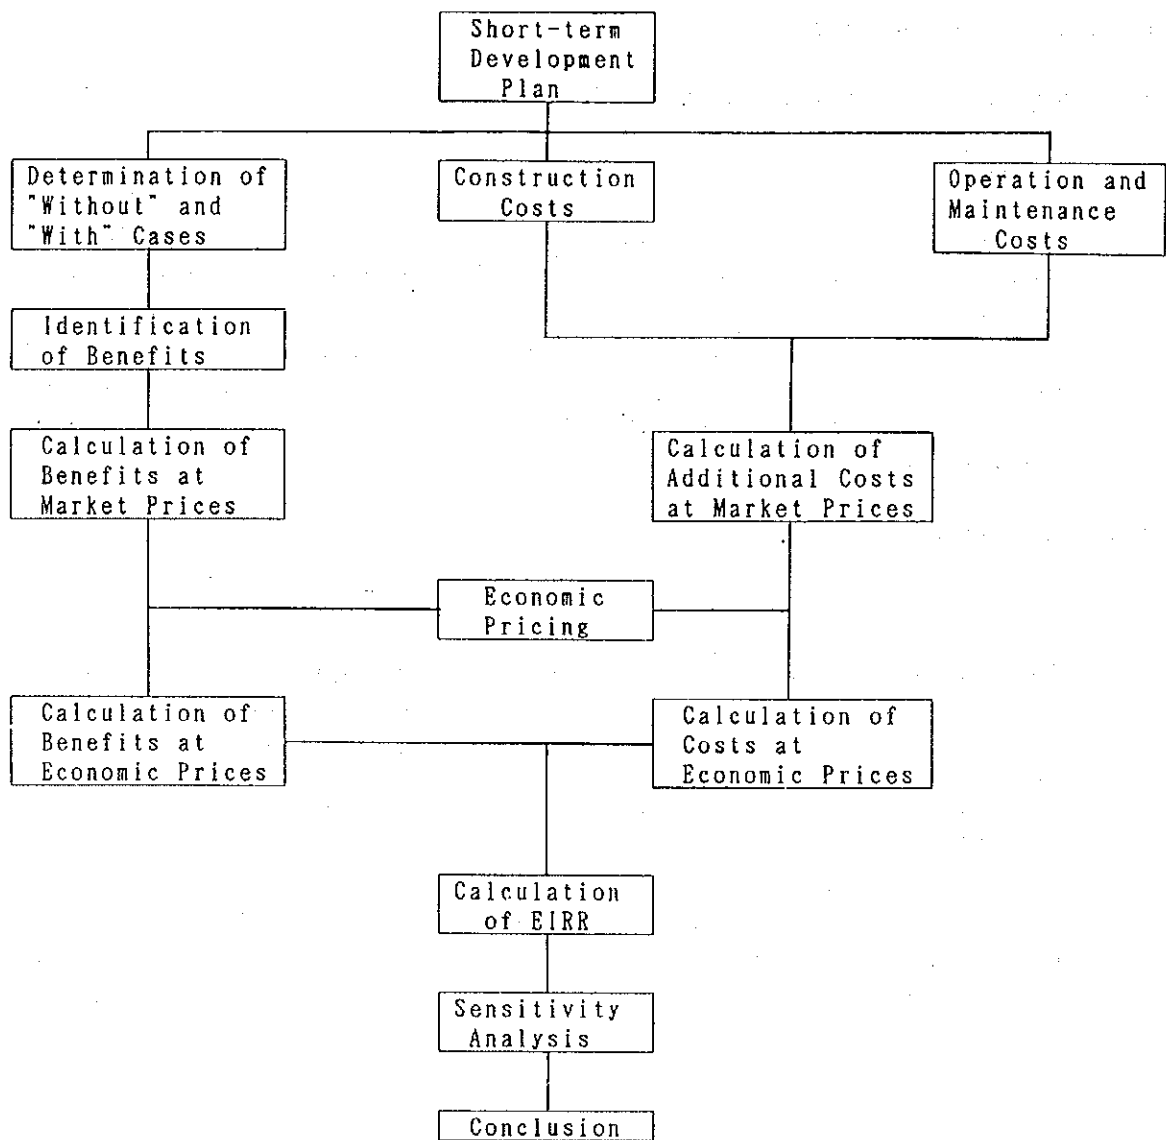 Short-term
Development
Plan
Determination of
"Without" and
"With" Cases
Construction
Costs
Operation and
Maintenance
Costs
Identification
of Benefits
Calculation of
Benefits at
Market Prices
Calculation of
Additional Costs
at Market Prices
Economic
Pricing
Calculation of
Benefits at
Economic Prices
Calculation of
Costs at
Economic Prices
Calculation
of EIRR
Sensitivity
Analysis
Conclusion